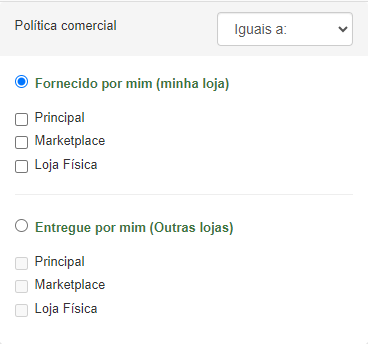 Política comercial
Iguais a:
Fornecido por mim (minha loja)
Principal
Marketplace
Loja Física
Entregue por mim (Outras lojas)
Principal
Marketplace
Loja Física